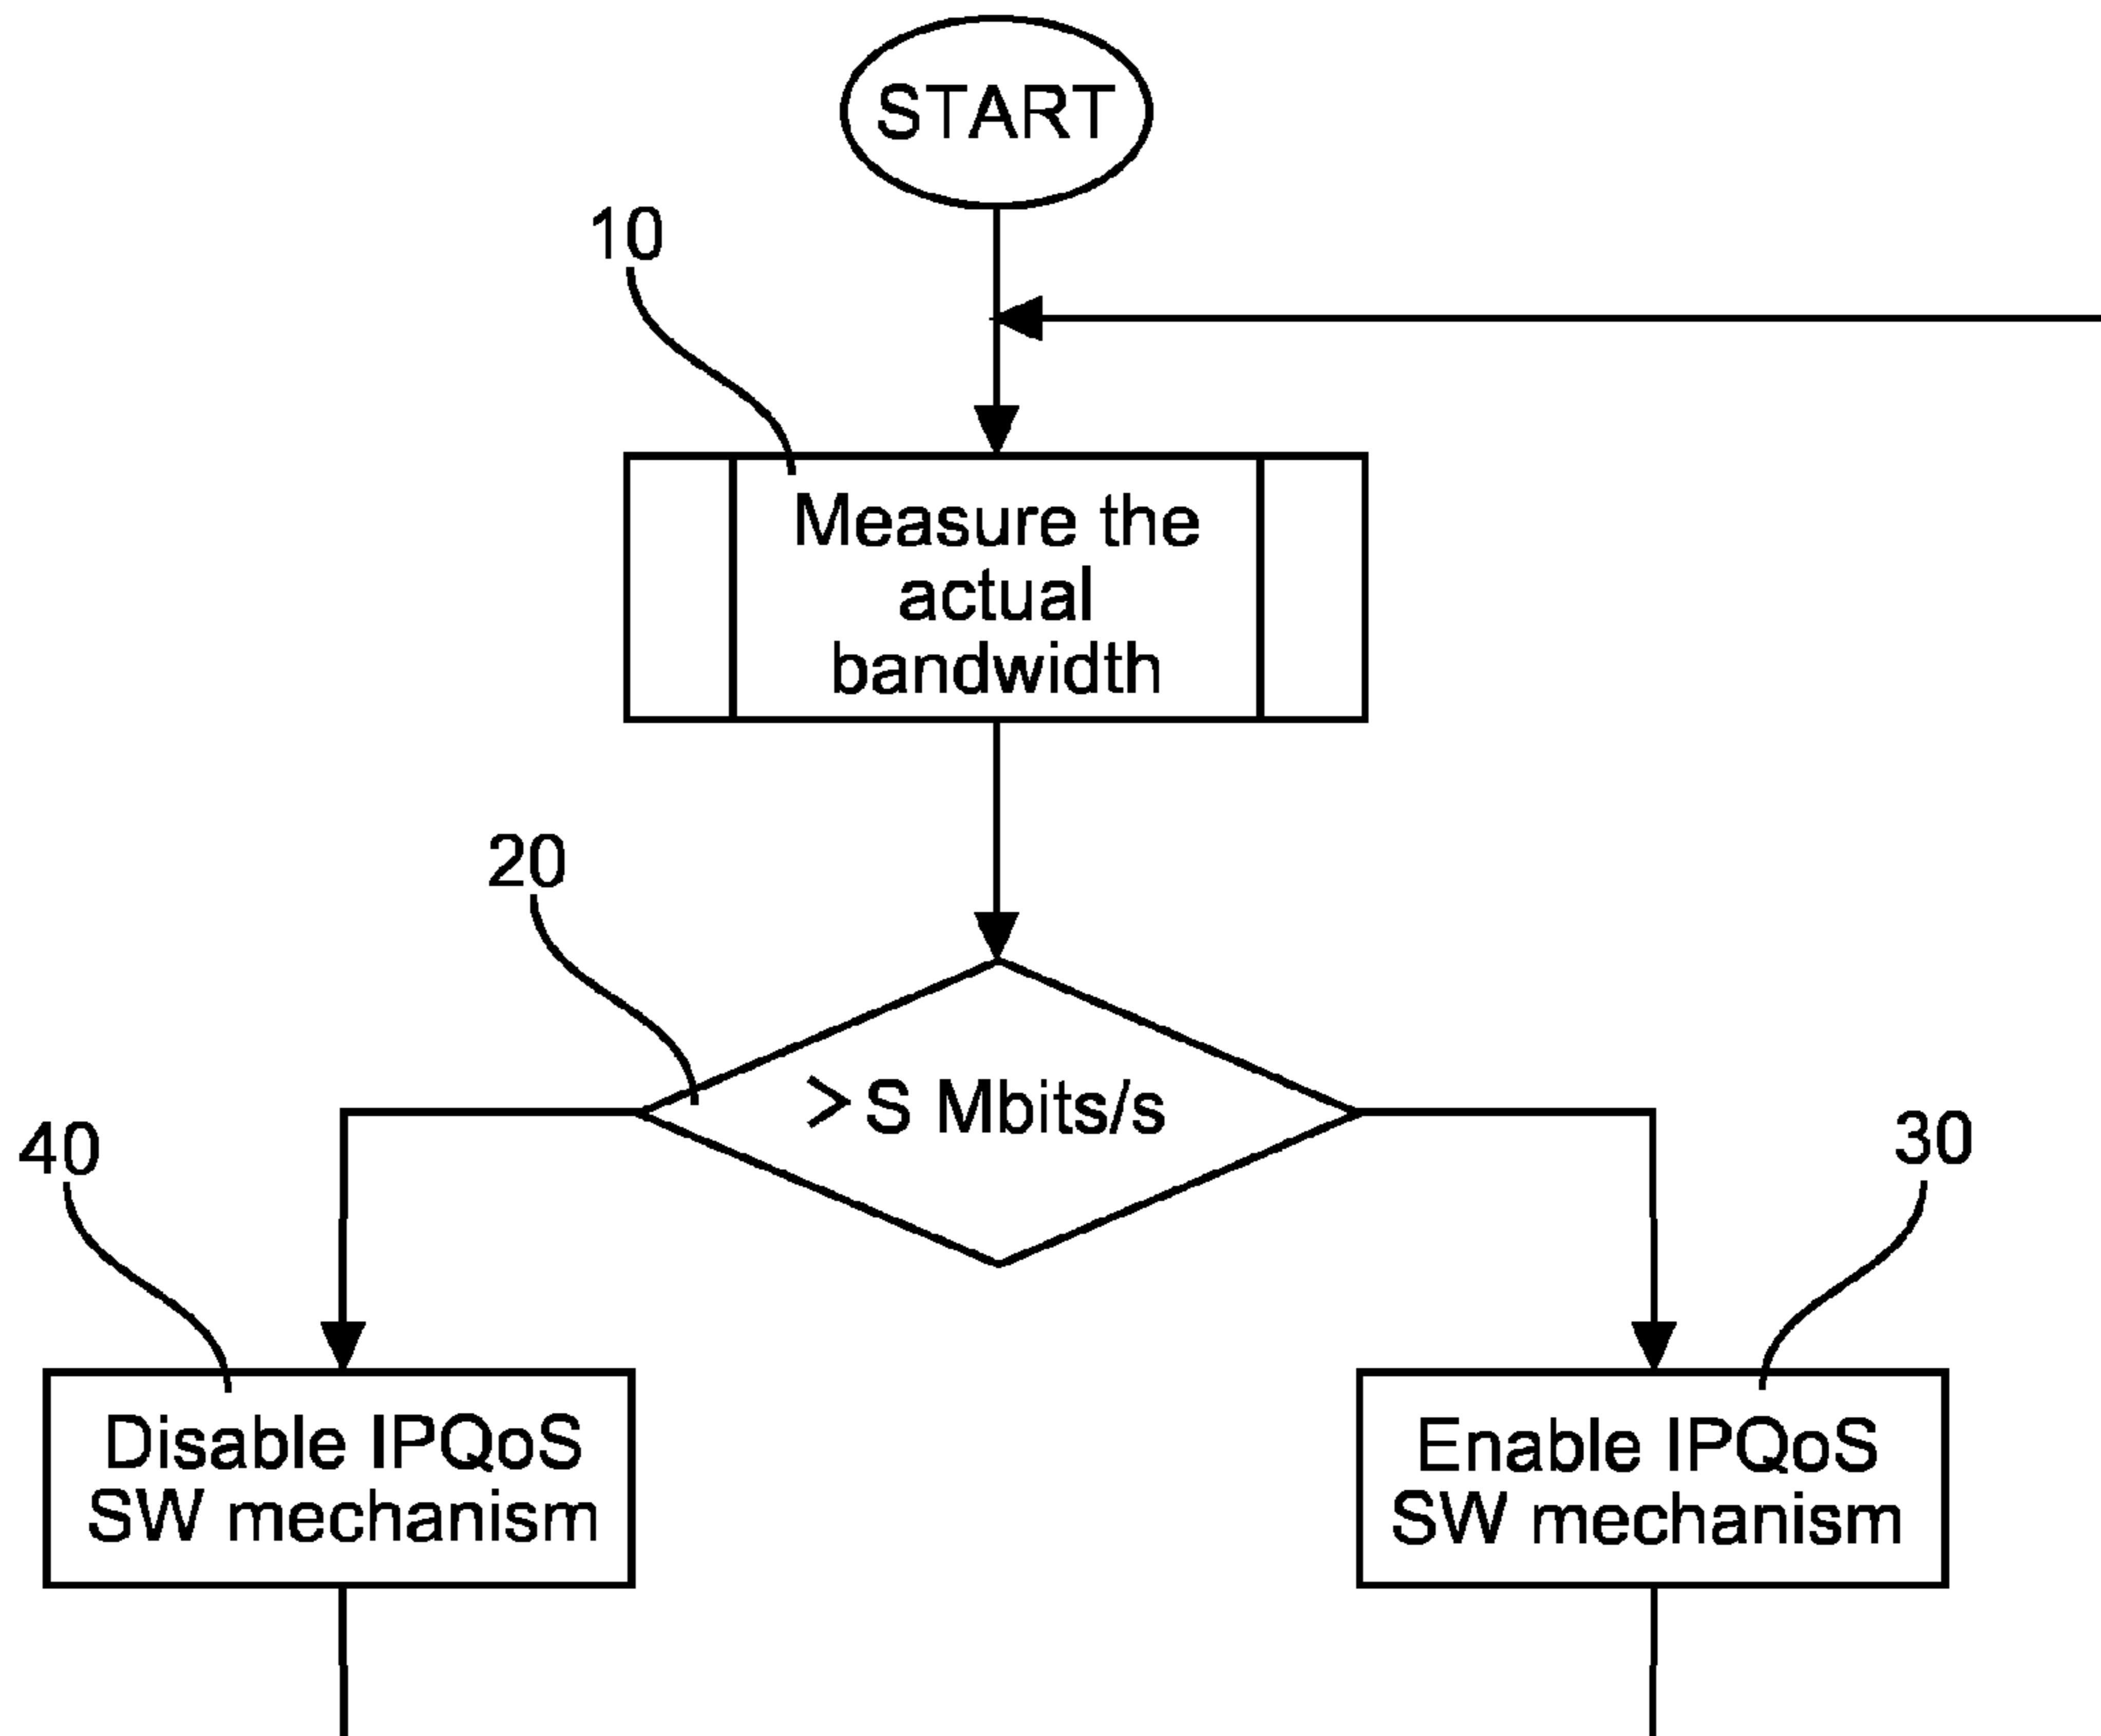 START
10
Measure the
actual
bandwidth
20
> S Mbits/s
40
30
Disable IPQoS
SW mechanism
Enable IPQoS
SW mechanism